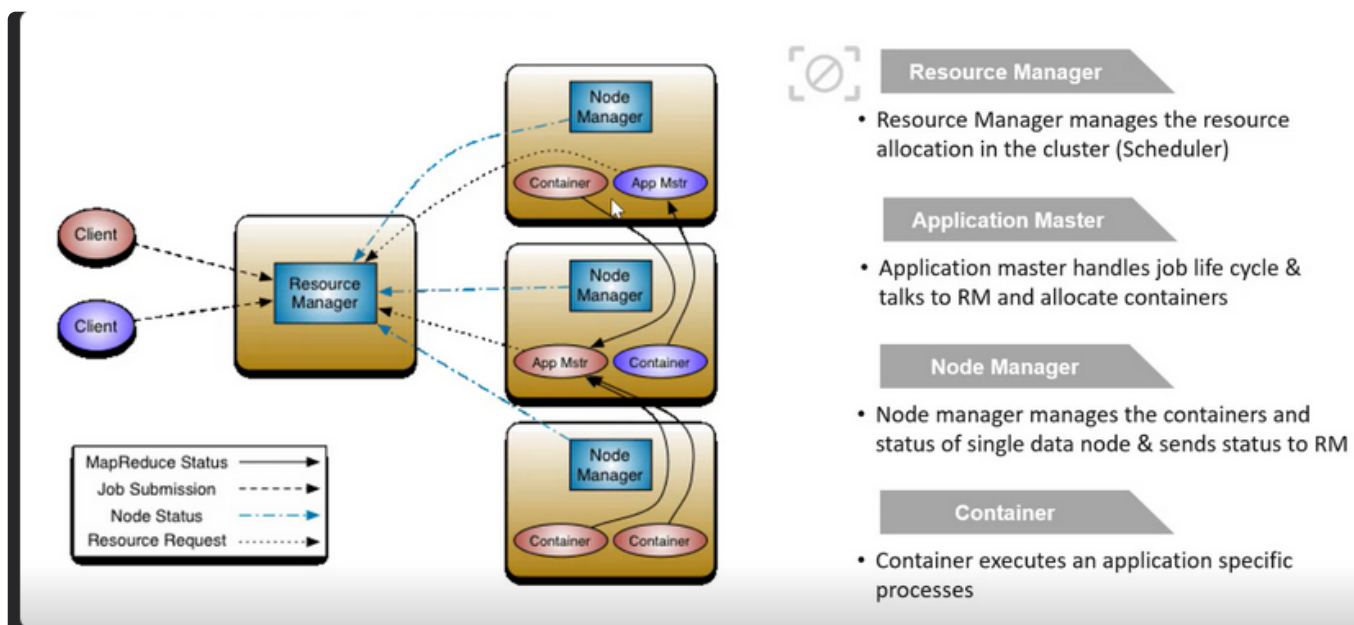 Client
Client
Resource
Manager
Node
Manager
Container
App Mstr
Node
Manager
App Mstr
Container
Node
Manager
Container
Container
MapReduce Status
Job Submission
Node Status
Resource Request
Resource Manager
• Resource Manager manages the resource
allocation in the cluster (Scheduler)
Application Master
• Application master handles job life cycle &
talks to RM and allocate containers
Node Manager
• Node manager manages the containers and
status of single data node & sends status to RM
Container
• Container executes an application specific
processes